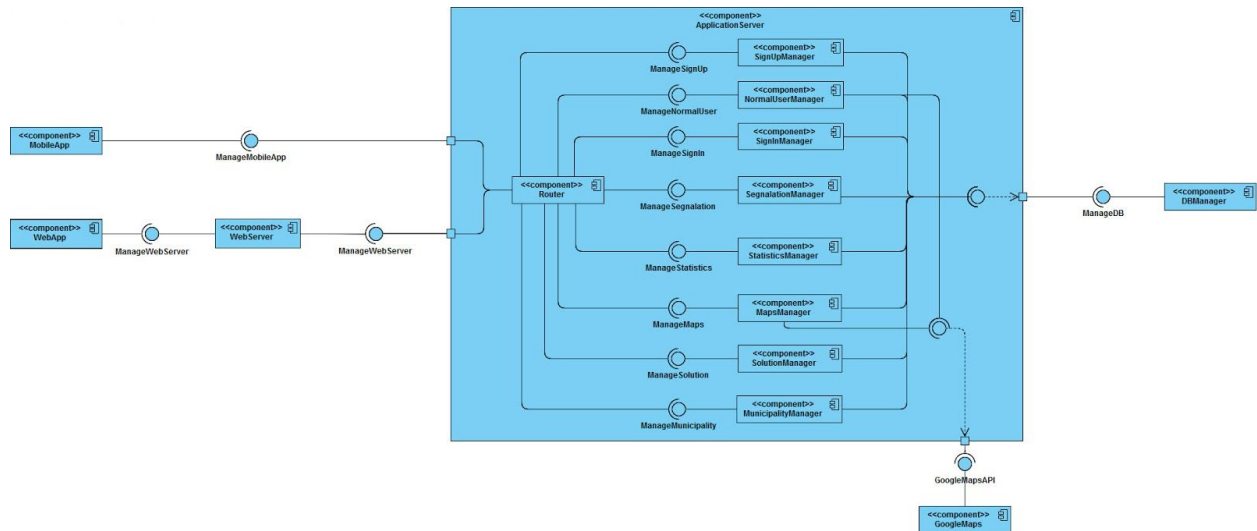 <<component>>
ApplicationServer
<<component>>
SignUpManager
ManageSignUp
<<component>>
NormalUserManager
ManageNormalUser
<<component>>
MobileApp
ManageMobileApp
<<component>>
SignInManager
ManageSignIn
<<component>>
Router
<<component>>
SegnalationManager
ManageSegnalation
ManageDB
<<component>>
DBManager
<<component>>
WebApp
ManageWebServer
<<component>>
WebServer
ManageWebServer
<<component>>
StatisticsManager
ManageStatistics
<<component>>
MapsManager
ManageMaps
<<component>>
SolutionManager
ManageSolution
<<component>>
MunicipalityManager
ManageMunicipality
GoogleMapsAPI
<<component>>
GoogleMaps